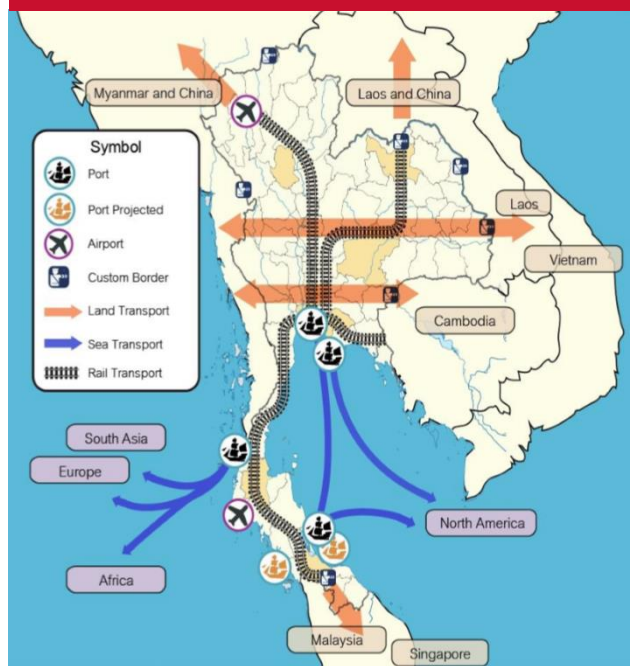 Myanmar and China
Laos and China
Symbol
Port
Port Projected
Airport
Custom Border
Land Transport
Sea Transport
Rail Transport
Laos
Vietnam
Cambodia
South Asia
Europe
Africa
North America
Malaysia
Singapore